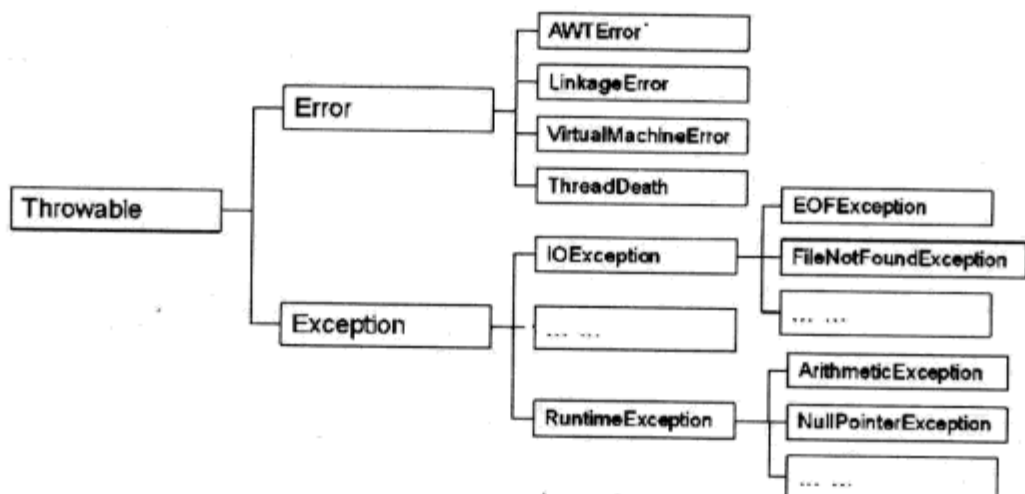 AWTError
LinkageError
Error
VirtualMachineError
ThreadDeath
Throwable
EOFException
IOException
FileNotFoundException
... ...
Exception
... ...
ArithmeticException
RuntimeException
NullPointerException
... ...